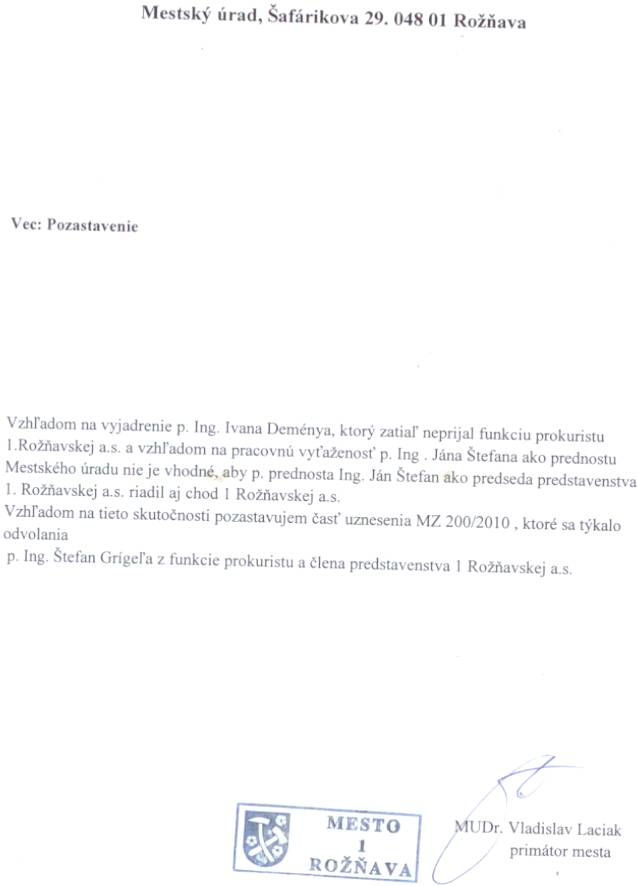 Mestský úrad, Šafárikova 29. 048 01 Rožňava
Vec: Pozastavenie
Vzhľadom na vyjadrenie p. Ing. Ivana Deménya, ktorý zatiaľ neprijal funkciu prokuristu
1.Rožňavskej a.s. a vzhľadom na pracovnú vyťaženosť p. Ing . Jána Štefana ako prednostu
Mestského úradu nie je vhodné, aby p. prednosta Ing. Ján Štefan ako predseda predstavenstva
1. Rožňavskej a.s. riadil aj chod 1 Rožňavskej a.s.
Vzhľadom na tieto skutočnosti pozastavujem časť uznesenia MZ 200/2010 , ktoré sa týkalo
odvolania
p. Ing. Štefan Grigeľa z funkcie prokuristu a člena predstavenstva 1 Rožňavskej a.s.
MESTO
1
ROŽŇAVA
MUDr. Vladislav Laciak
primátor mesta